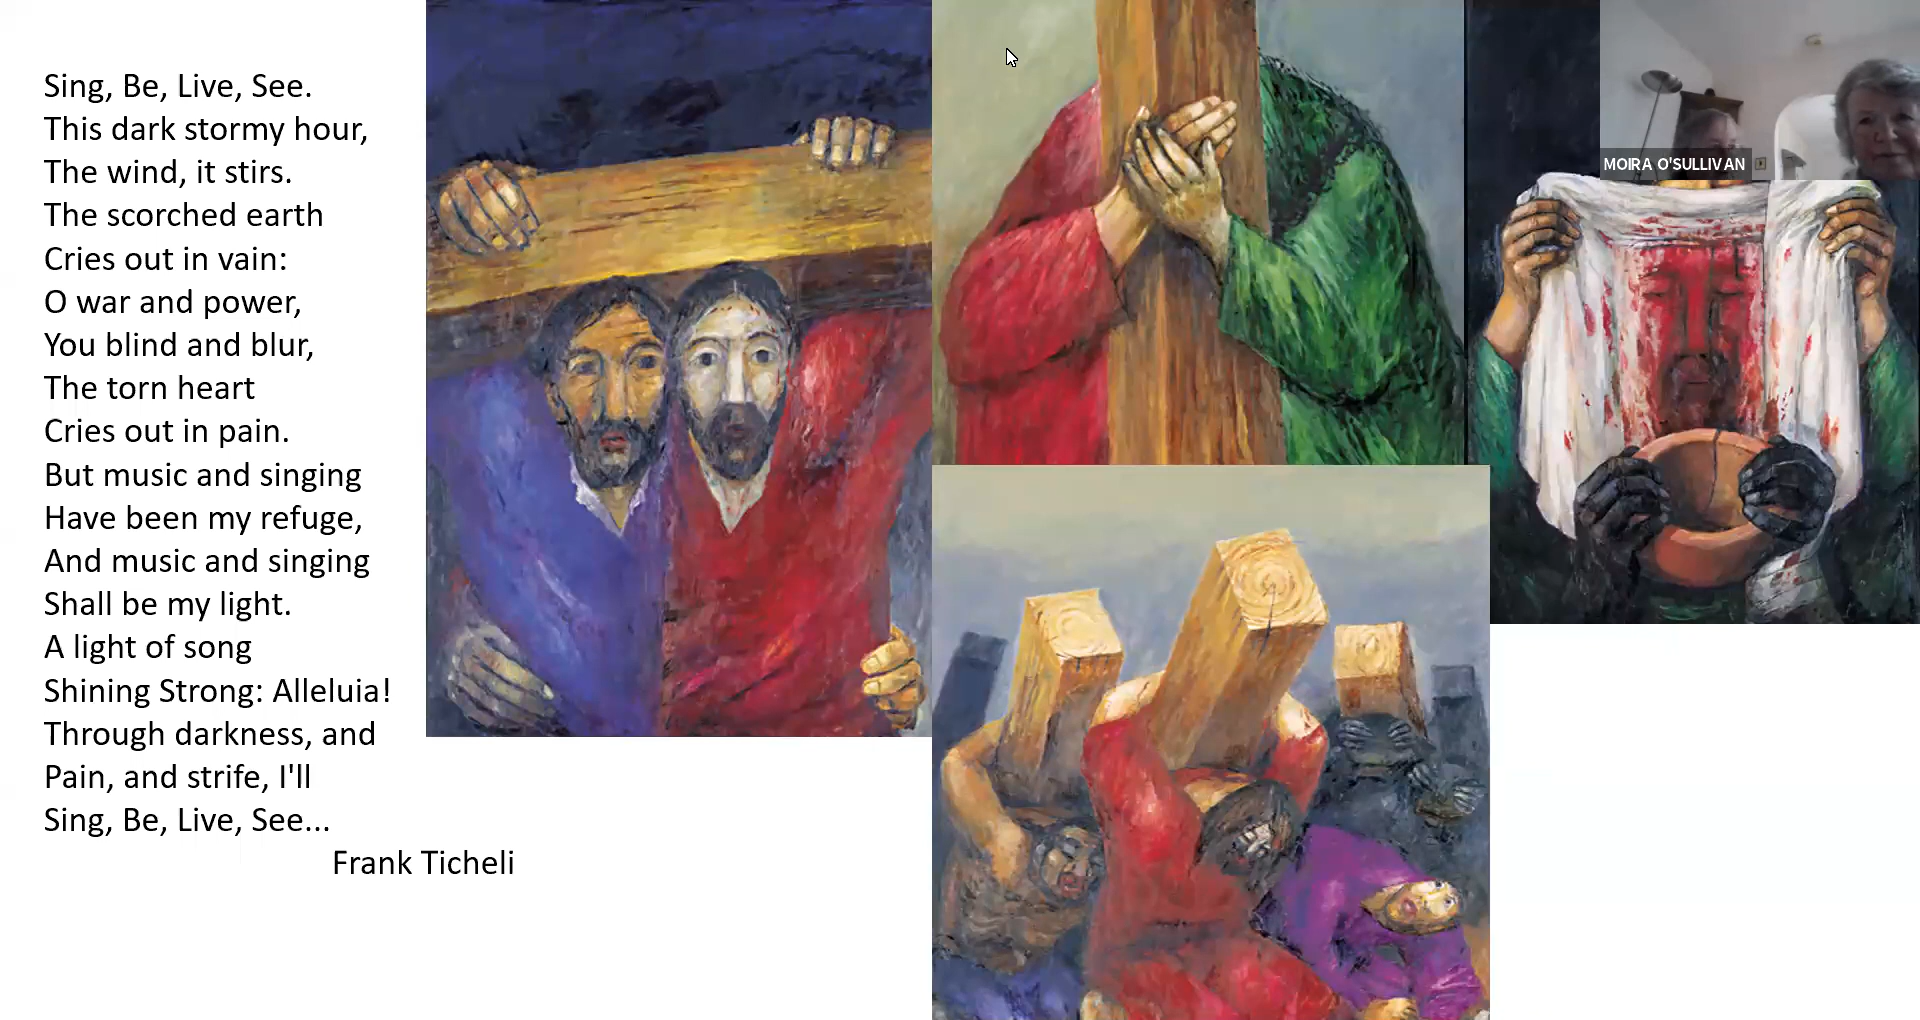 Sing, Be, Live, See.
This dark stormy hour,
The wind, it stirs.
The scorched earth
Cries out in vain:
O war and power,
You blind and blur,
The torn heart
Cries out in pain.
But music and singing
Have been my refuge,
And music and singing
Shall be my light.
A light of song
Shining Strong: Alleluia!
Through darkness, and
Pain, and strife, I'll
Sing, Be, Live, See...
Frank Ticheli
MOIRA O'SULLIVAN